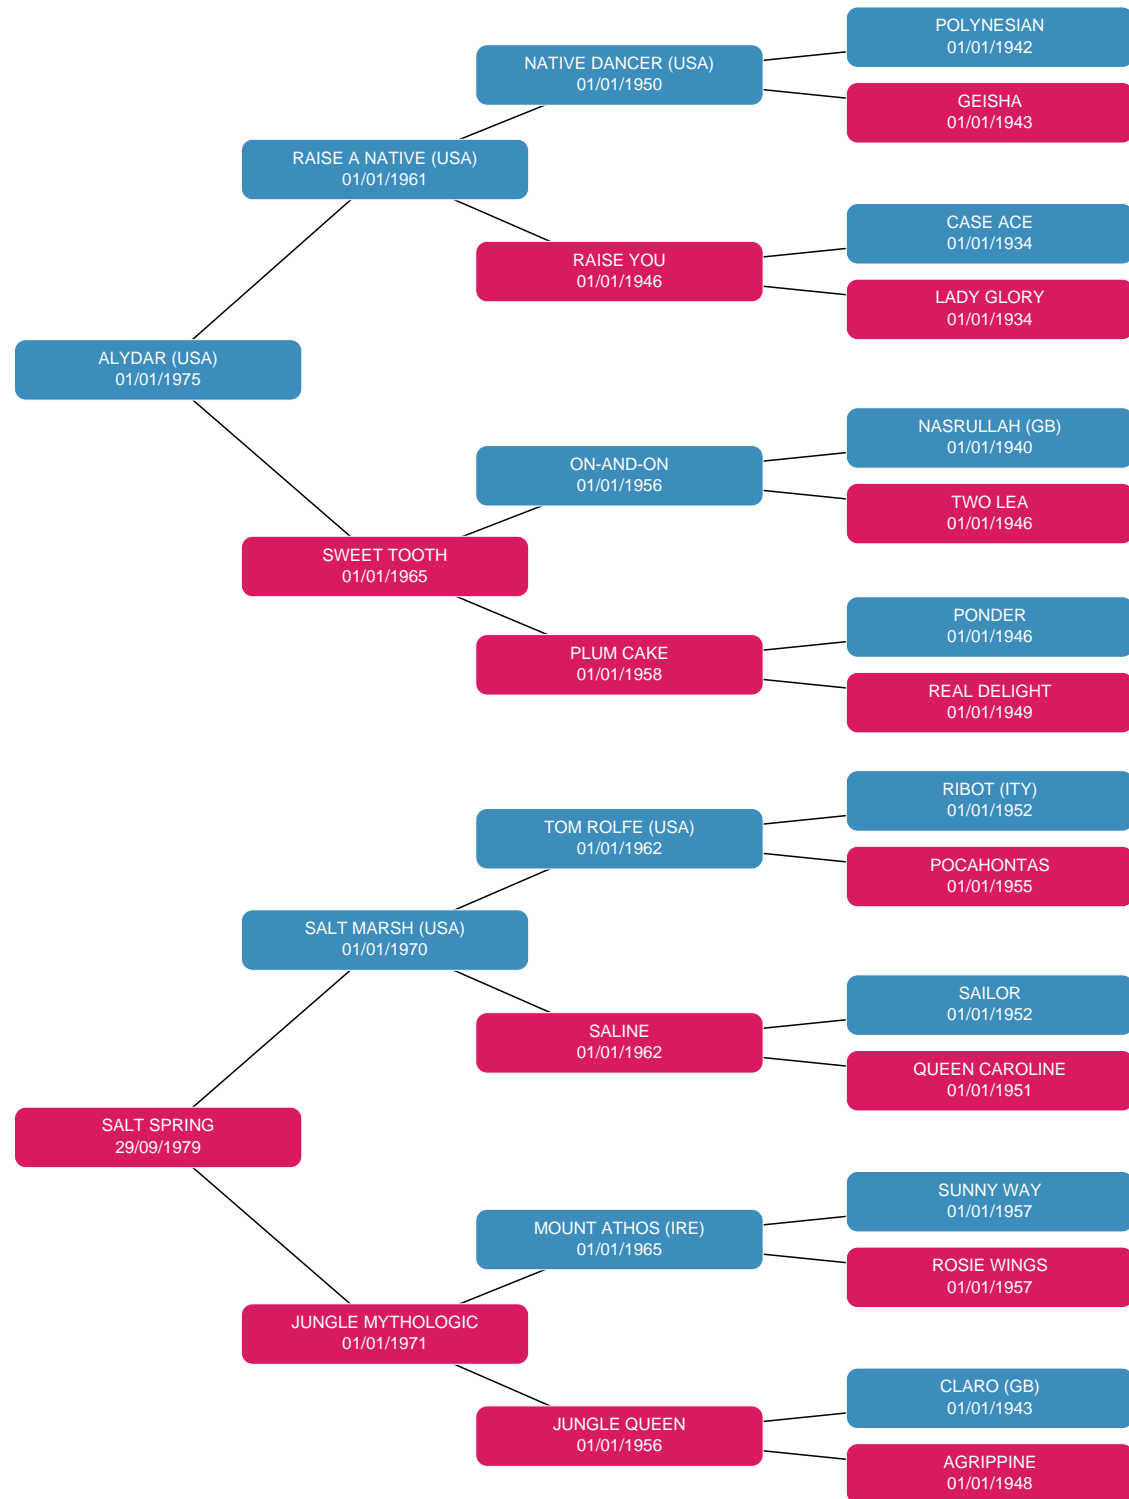 POLYNESIAN
01/01/1942
NATIVE DANCER (USA)
01/01/1950
GEISHA
01/01/1943
RAISE A NATIVE (USA)
01/01/1961
CASE ACE
01/01/1934
RAISE YOU
01/01/1946
LADY GLORY
01/01/1934
ALYDAR (USA)
01/01/1975
NASRULLAH (GB)
01/01/1940
ON-AND-ON
01/01/1956
TWO LEA
01/01/1946
SWEET TOOTH
01/01/1965
PONDER
01/01/1946
PLUM CAKE
01/01/1958
REAL DELIGHT
01/01/1949
RIBOT (ITY)
01/01/1952
TOM ROLFE (USA)
01/01/1962
POCAHONTAS
01/01/1955
SALT MARSH (USA)
01/01/1970
SAILOR
01/01/1952
SALINE
01/01/1962
QUEEN CAROLINE
01/01/1951
SALT SPRING
29/09/1979
SUNNY WAY
01/01/1957
MOUNT ATHOS (IRE)
01/01/1965
ROSIE WINGS
01/01/1957
JUNGLE MYTHOLOGIC
01/01/1971
CLARO (GB)
01/01/1943
JUNGLE QUEEN
01/01/1956
AGRIPPINE
01/01/1948